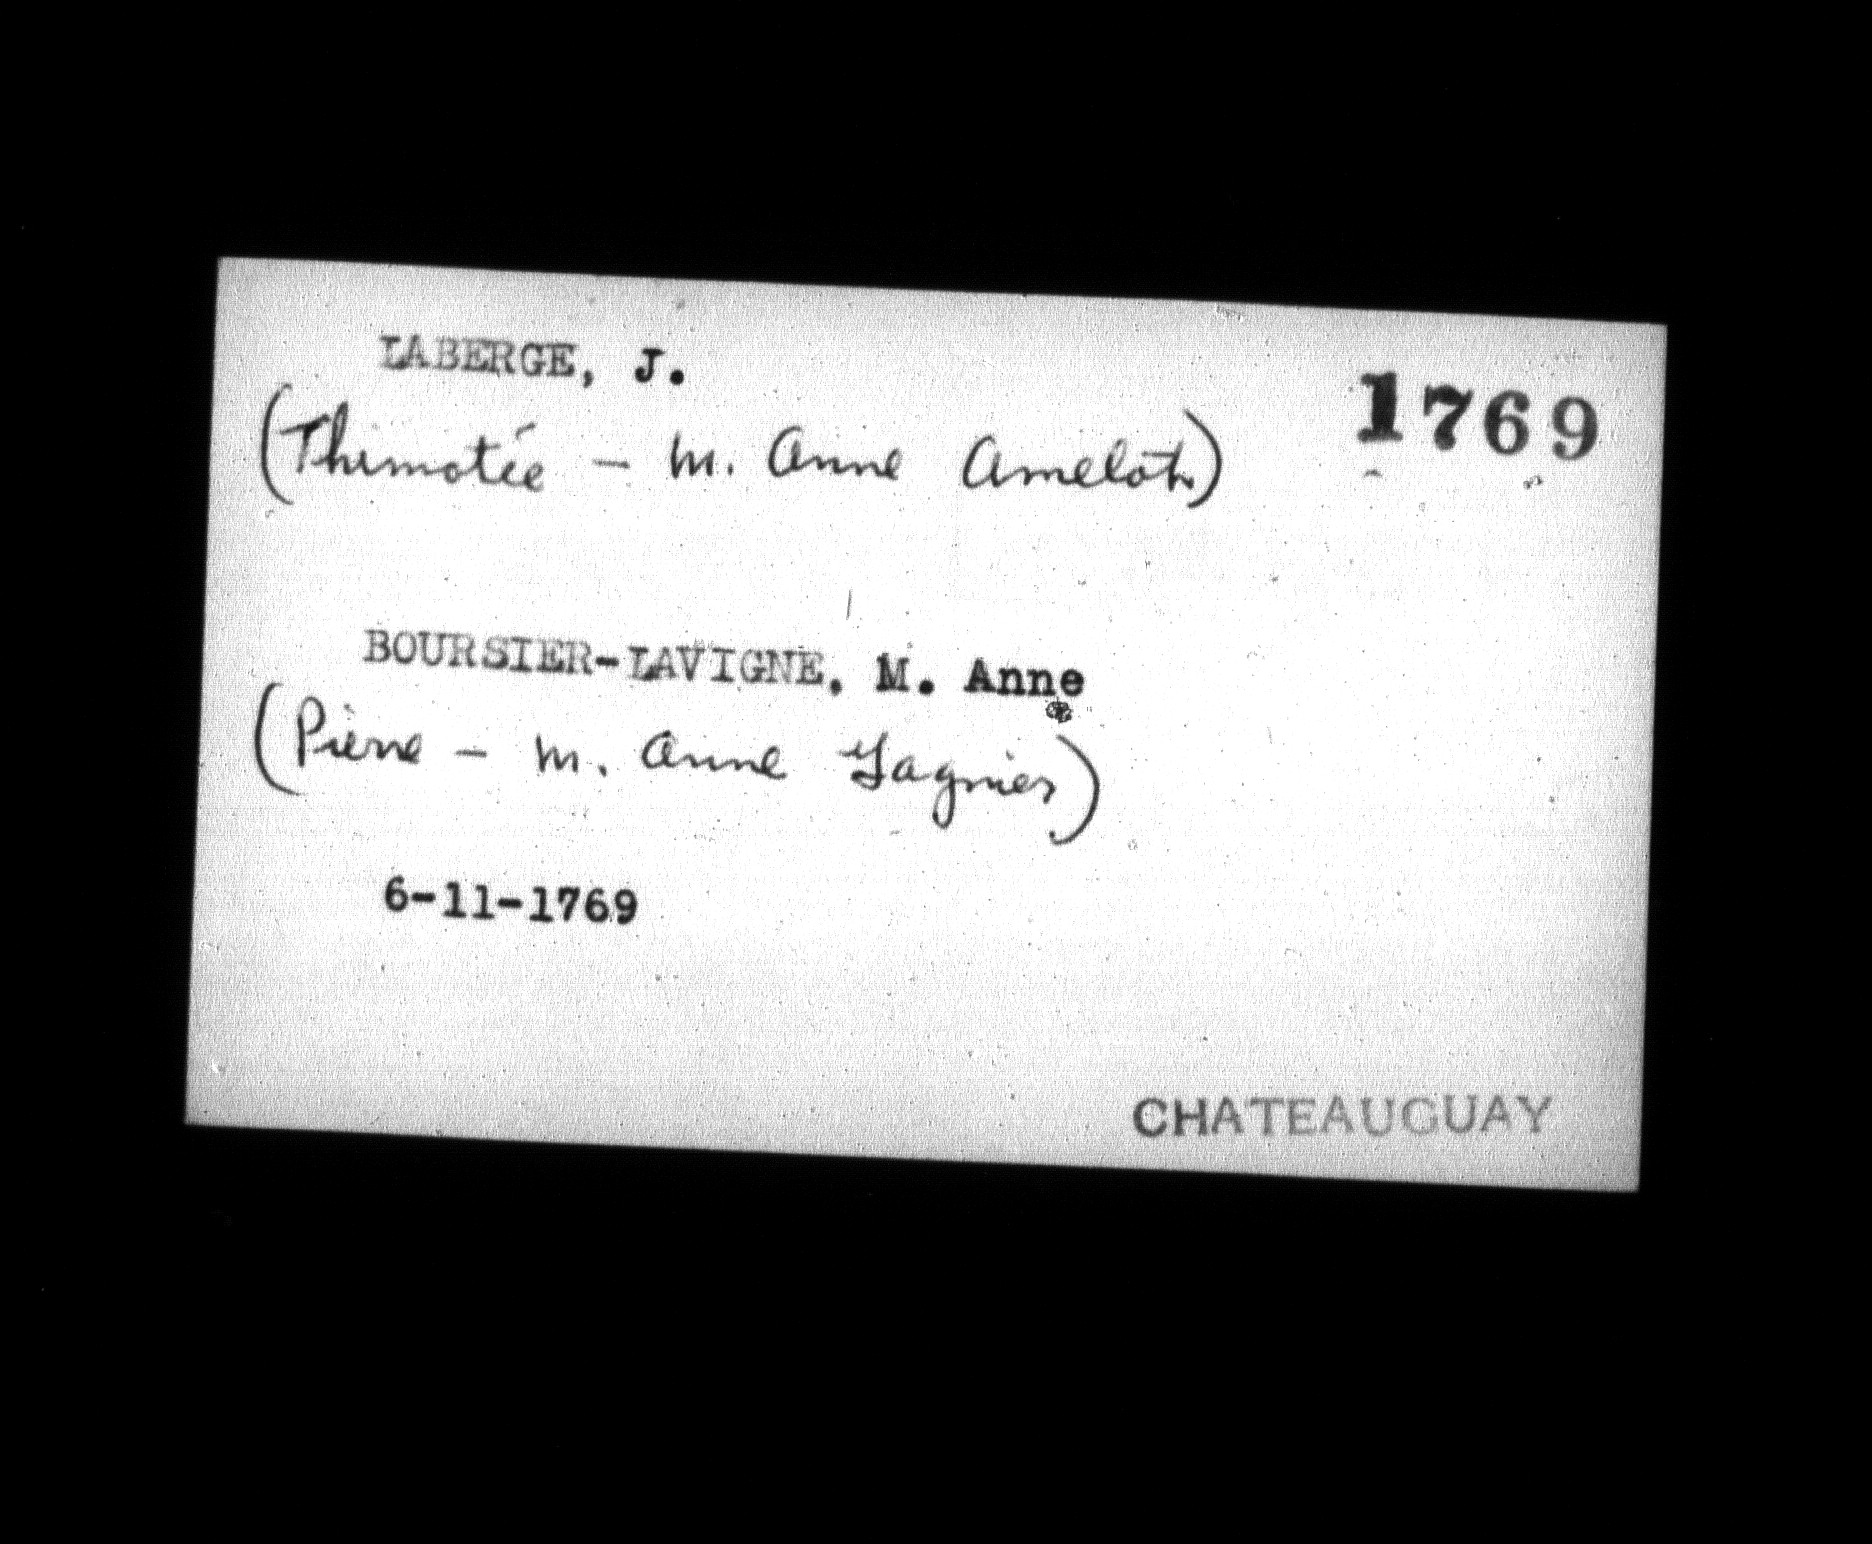 LABERGE, J.
1769
(Thimotée - M. Anne Amelot)
BOURSIER-LAVIGNE, M. Anne
(Pierre - M. Anne Gagnier)
6-11-1769
CHATEAUGUAY